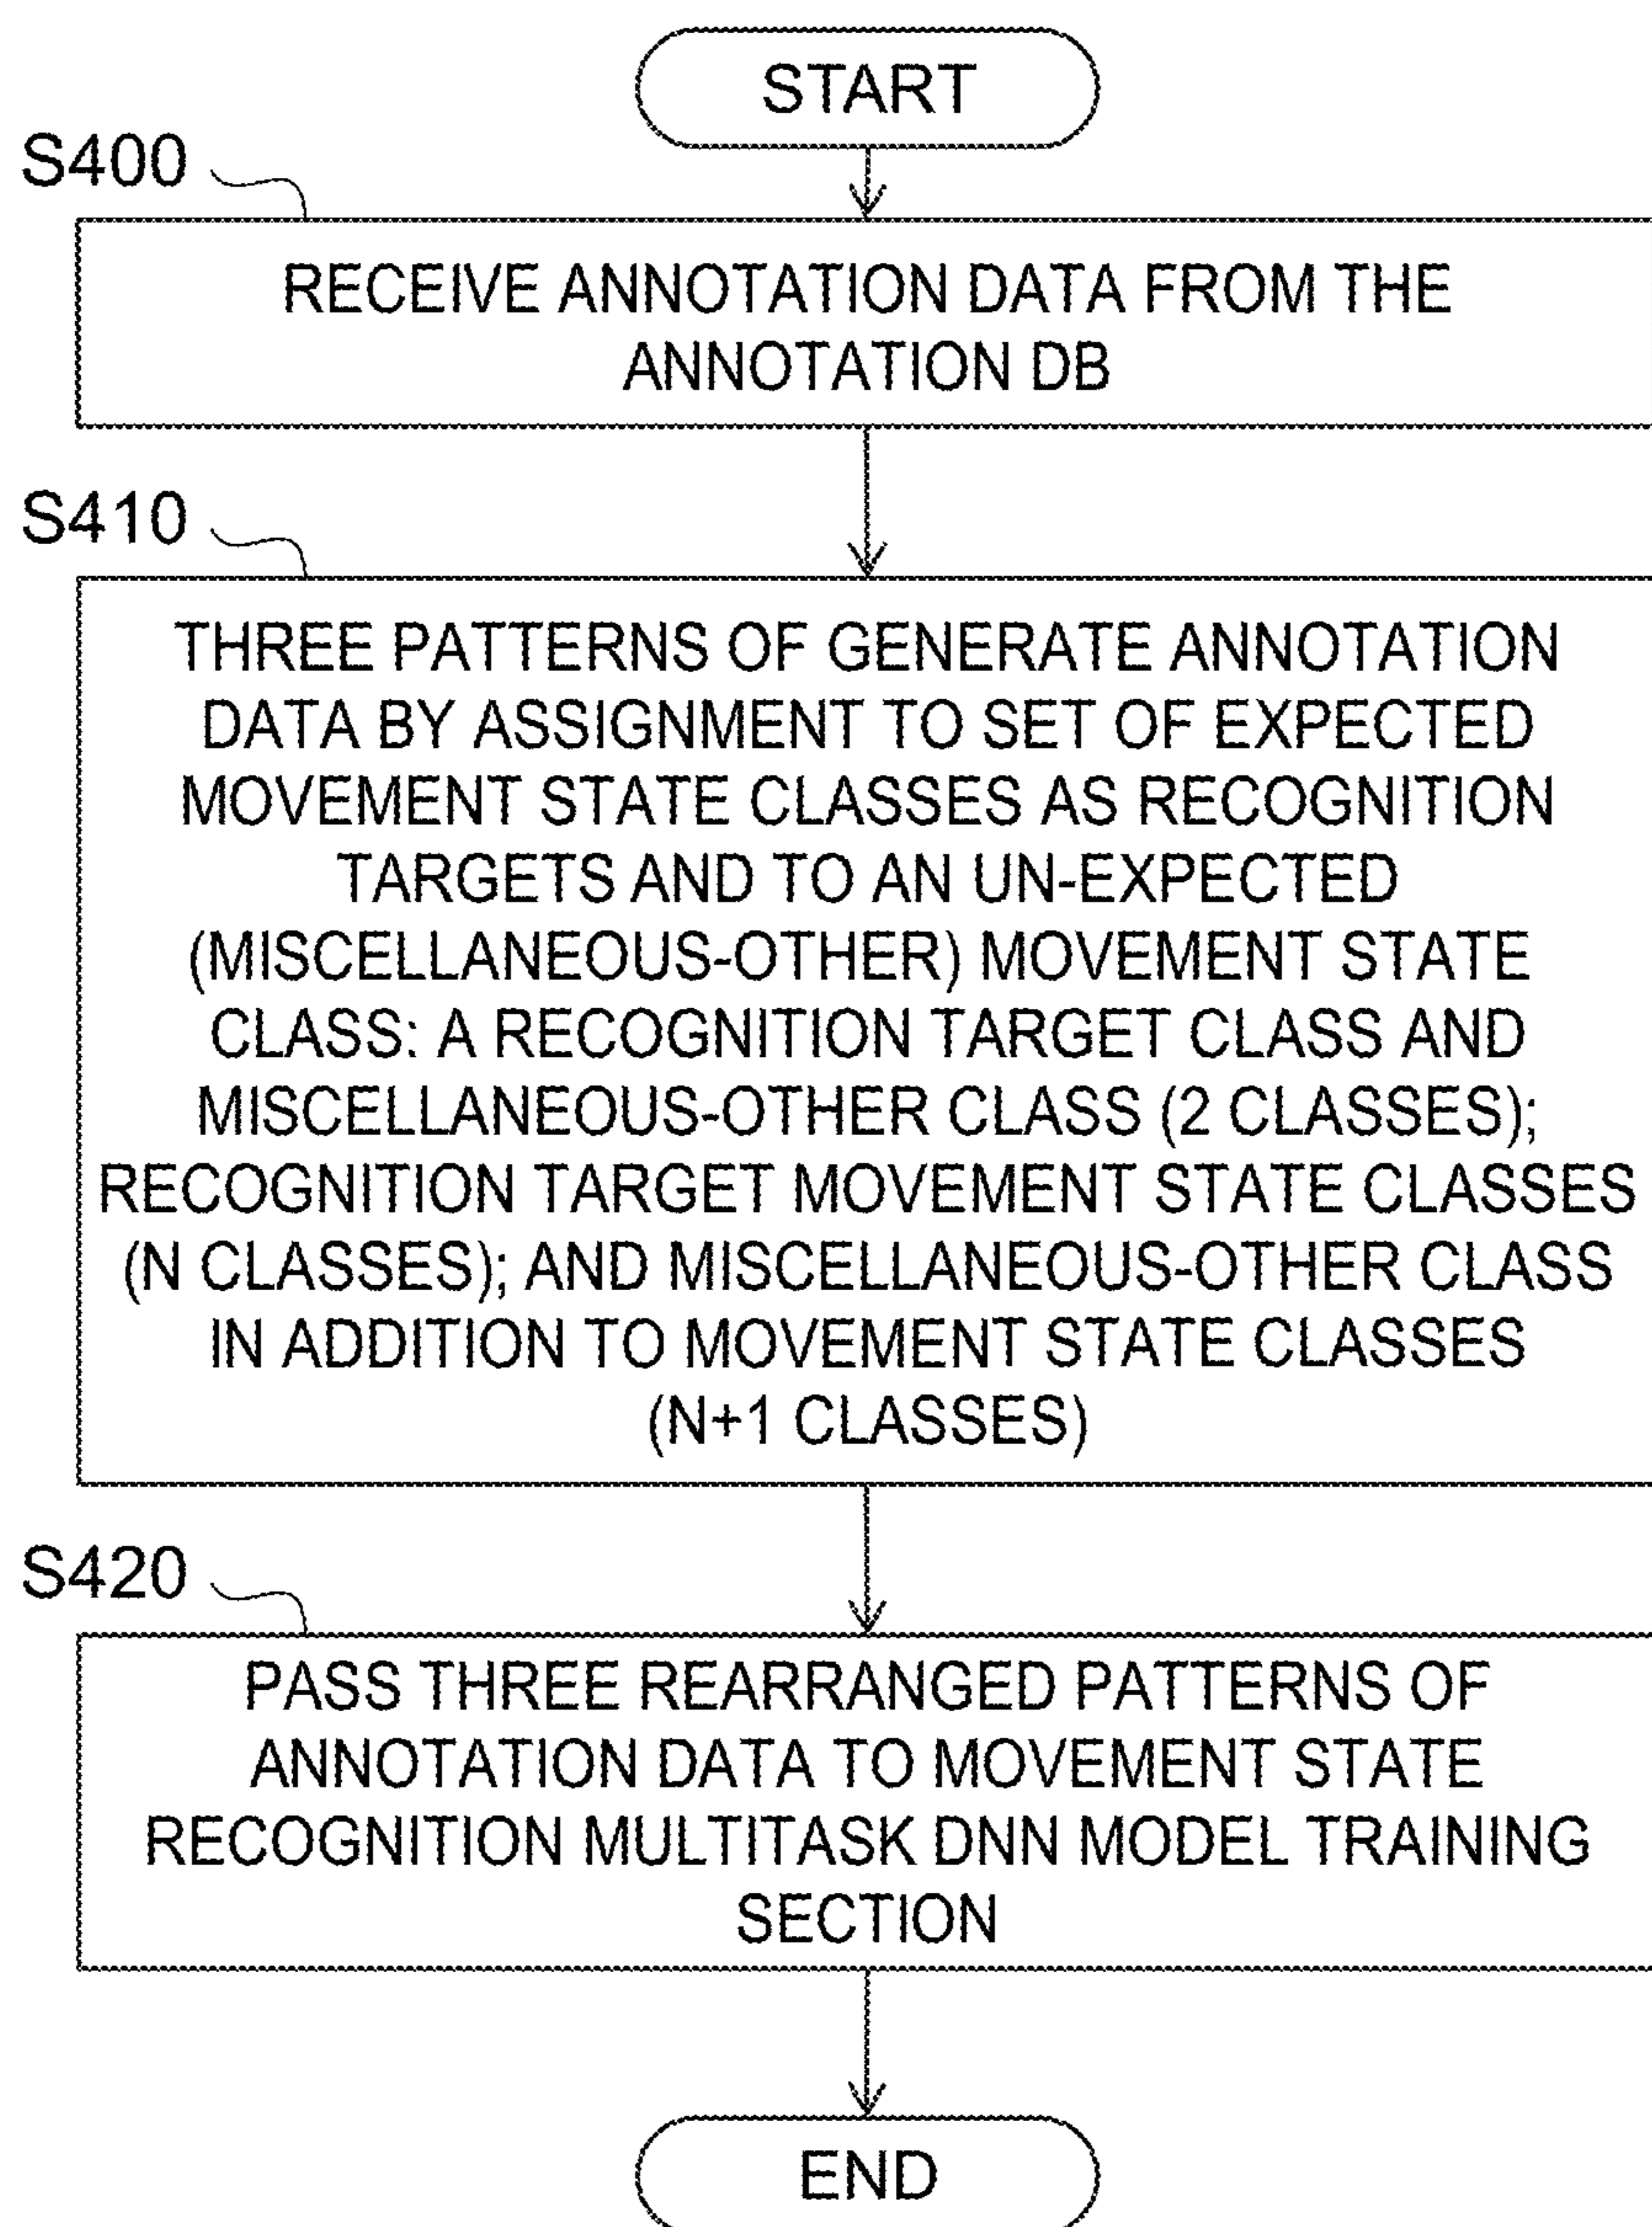 START
S400
RECEIVE ANNOTATION DATA FROM THE
ANNOTATION DB
S410
THREE PATTERNS OF GENERATE ANNOTATION
DATA BY ASSIGNMENT TO SET OF EXPECTED
MOVEMENT STATE CLASSES AS RECOGNITION
TARGETS AND TO AN UN-EXPECTED
(MISCELLANEOUS-OTHER) MOVEMENT STATE
CLASS: A RECOGNITION TARGET CLASS AND
MISCELLANEOUS-OTHER CLASS (2 CLASSES);
RECOGNITION TARGET MOVEMENT STATE CLASSES
(N CLASSES); AND MISCELLANEOUS-OTHER CLASS
IN ADDITION TO MOVEMENT STATE CLASSES
(N+1 CLASSES)
S420
PASS THREE REARRANGED PATTERNS OF
ANNOTATION DATA TO MOVEMENT STATE
RECOGNITION MULTITASK DNN MODEL TRAINING
SECTION
END